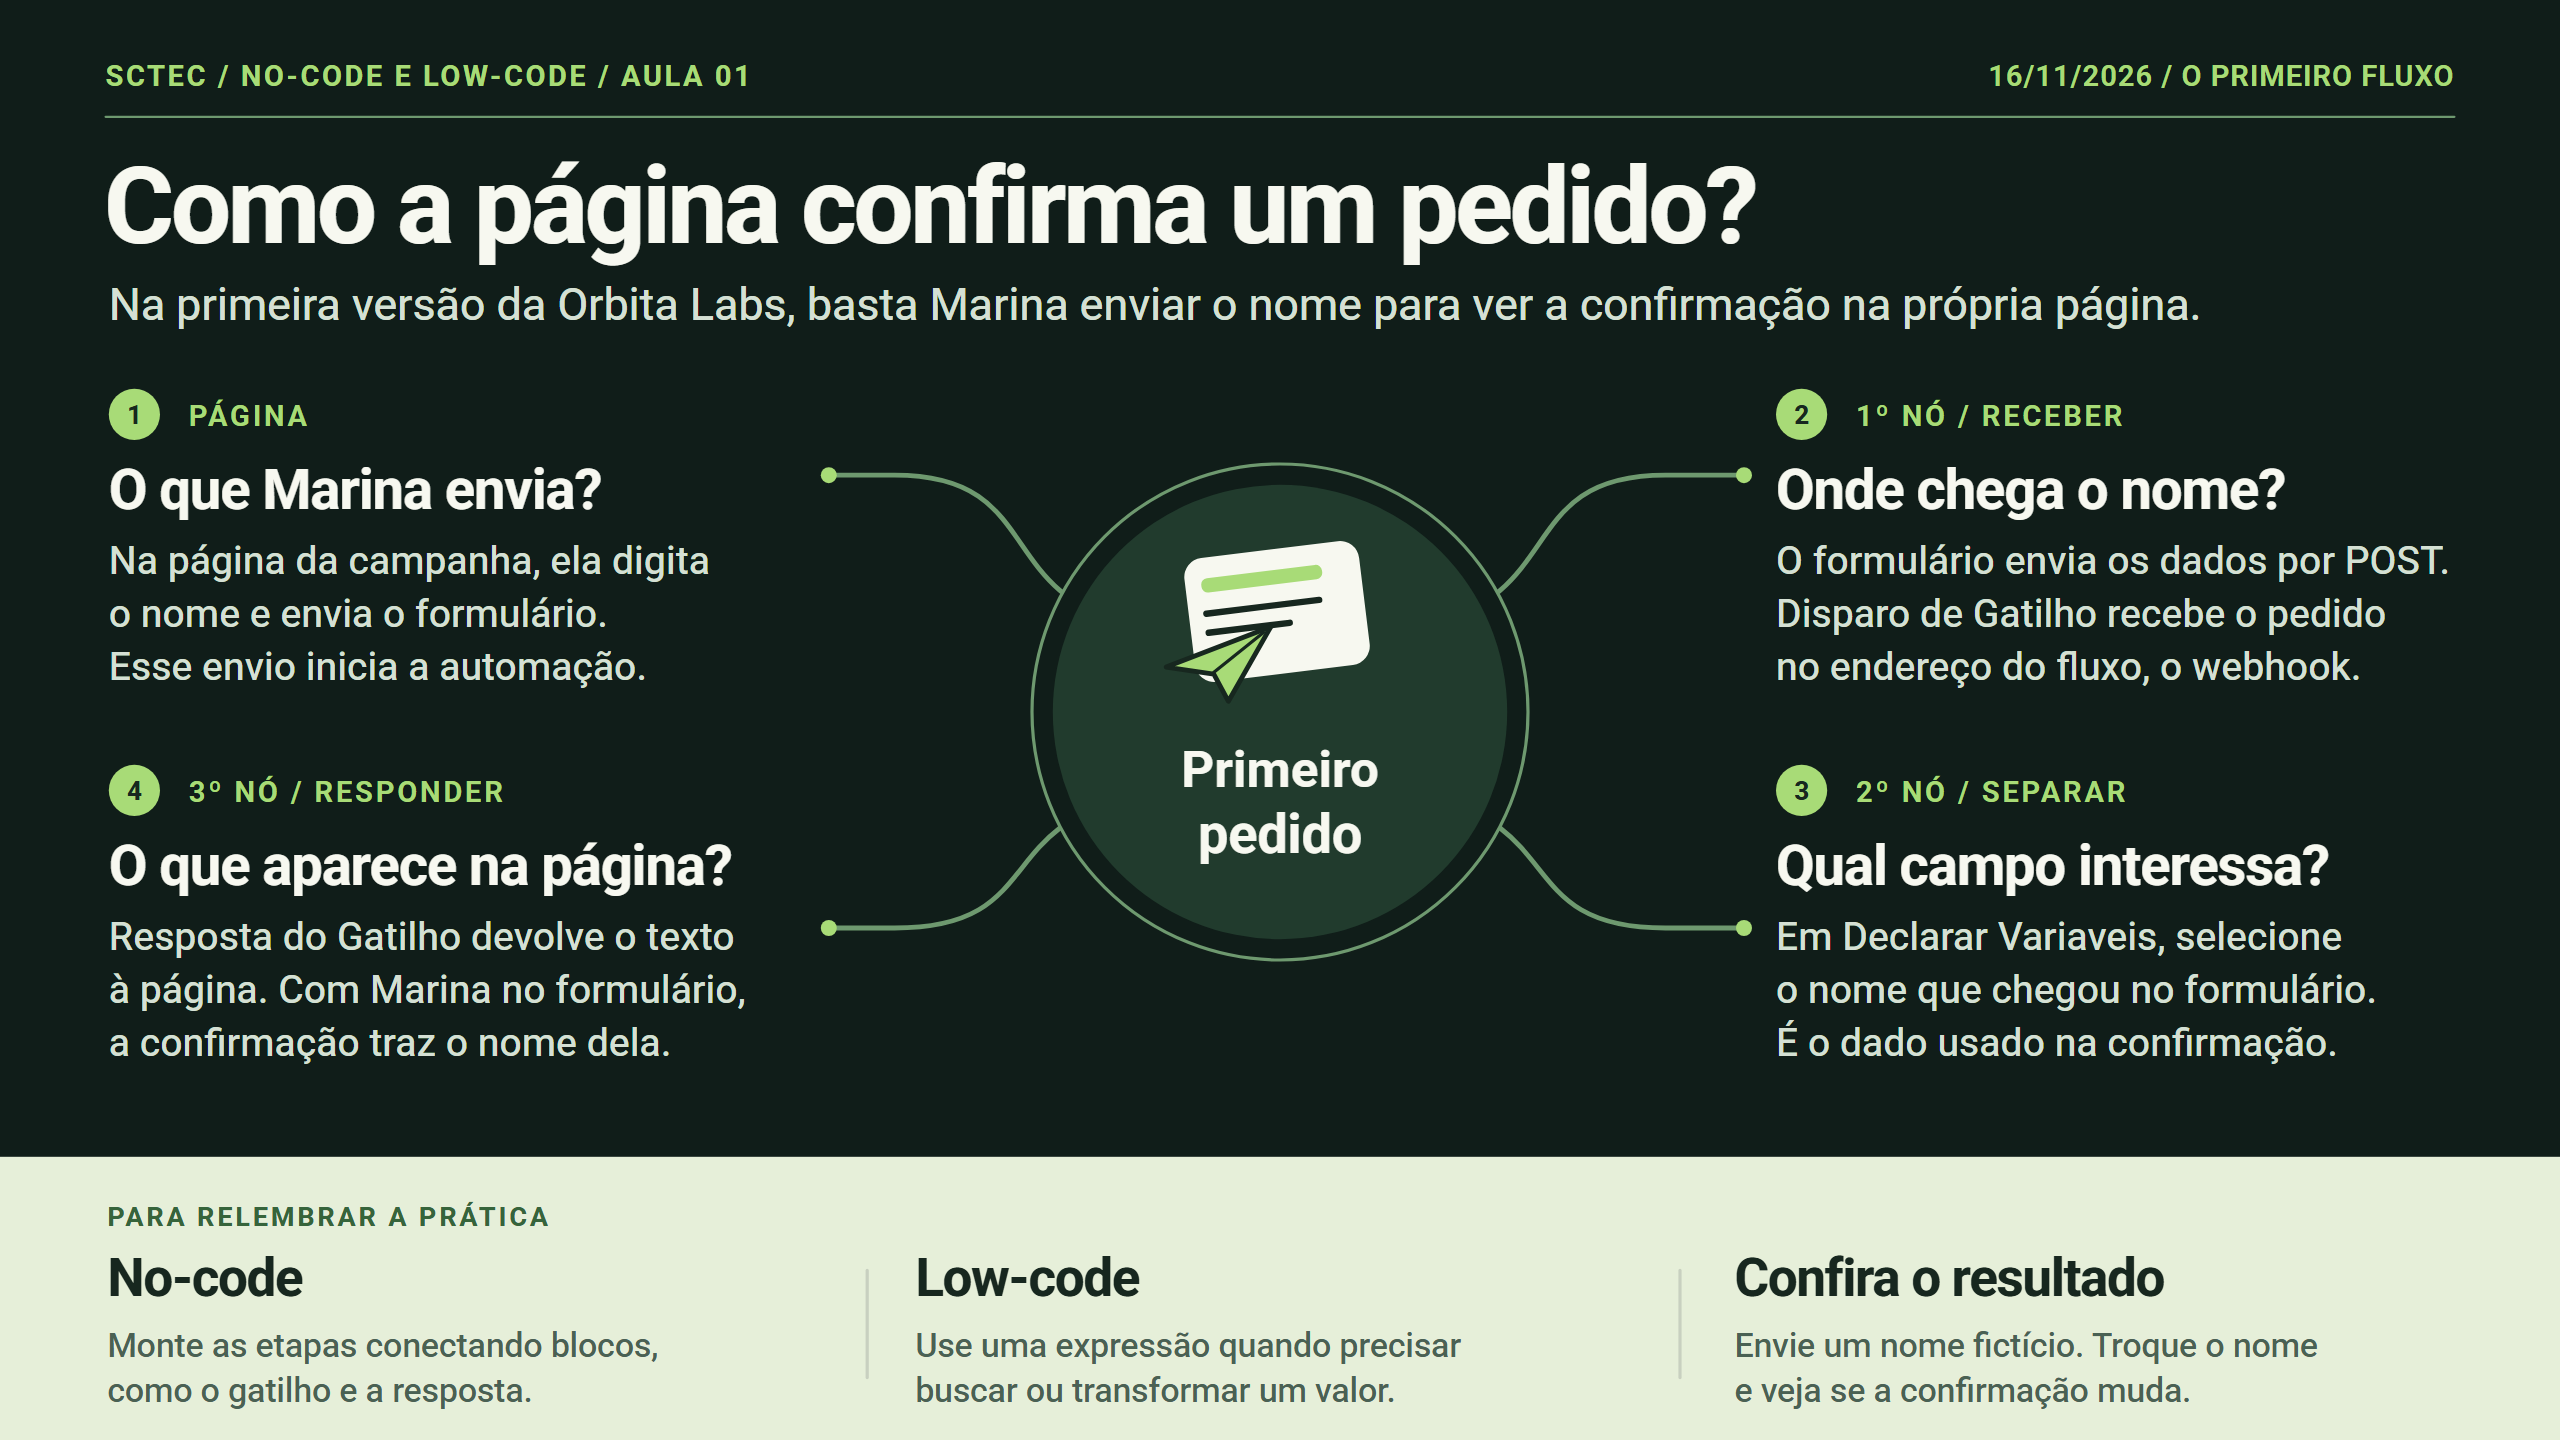 SCTEC / NO-CODE E LOW-CODE / AULA 01
16/11/2026 / O PRIMEIRO FLUXO
Como a página confirma um pedido?
Na primeira versão da Orbita Labs, basta Marina enviar o nome para ver a confirmação na própria página.
1 PÁGINA
O que Marina envia?
Na página da campanha, ela digita
o nome e envia o formulário.
Esse envio inicia a automação.
2 1º NÓ / RECEBER
Onde chega o nome?
O formulário envia os dados por POST.
Disparo de Gatilho recebe o pedido
no endereço do fluxo, o webhook.
Primeiro
pedido
3 2º NÓ / SEPARAR
Qual campo interessa?
Em Declarar Variaveis, selecione
o nome que chegou no formulário.
É o dado usado na confirmação.
4 3º NÓ / RESPONDER
O que aparece na página?
Resposta do Gatilho devolve o texto
à página. Com Marina no formulário,
a confirmação traz o nome dela.
PARA RELEMBRAR A PRÁTICA
No-code
Monte as etapas conectando blocos,
como o gatilho e a resposta.
Low-code
Use uma expressão quando precisar
buscar ou transformar um valor.
Confira o resultado
Envie um nome fictício. Troque o nome
e veja se a confirmação muda.